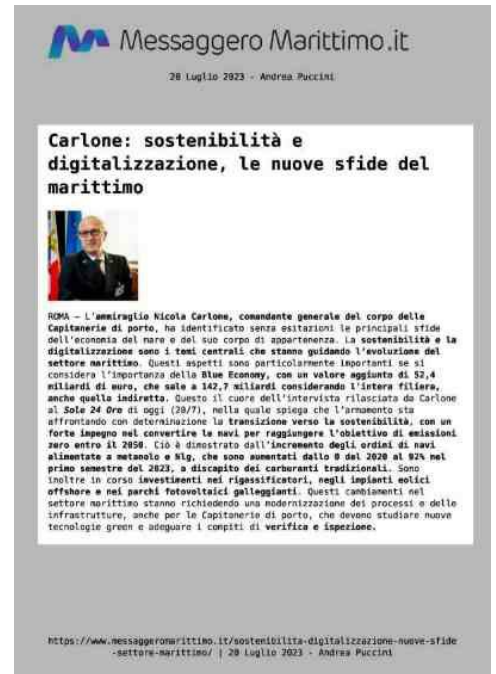 Messaggero Marittimo.it
20 Luglio 2023 - Andrea Puccini
Carlone: sostenibilità e
digitalizzazione, le nuove sfide del
marittimo
ROMA – L'ammiraglio Nicola Carlone, comandante generale del corpo delle
Capitanerie di porto, ha identificato senza esitazioni le principali sfide
dell'economia del mare e del suo corpo di appartenenza. La sostenibilità e la
digitalizzazione sono i temi centrali che stanno guidando l'evoluzione del
settore marittimo. Questi aspetti sono particolarmente importanti se si
considera l'importanza della Blue Economy, con un valore aggiunto di 52,4
miliardi di euro, che sale a 142,7 miliardi considerando l'intera filiera,
anche quella indiretta. Questo il cuore dell'intervista rilasciata da Carlone
al Sole 24 Ore di oggi (20/7), nella quale spiega che l'armamento sta
affrontando con determinazione la transizione verso la sostenibilità, con un
forte impegno nel convertire le navi per raggiungere l'obiettivo di emissioni
zero entro il 2050. Ciò è dimostrato dall'incremento degli ordini di navi
alimentate a metanolo e Nlg, che sono aumentati dallo 0 del 2020 al 92% nel
primo semestre del 2023, a discapito dei carburanti tradizionali. Sono
inoltre in corso investimenti nei rigassificatori, negli impianti eolici
offshore e nei parchi fotovoltaici galleggianti. Questi cambiamenti nel
settore marittimo stanno richiedendo una modernizzazione dei processi e delle
infrastrutture, anche per le Capitanerie di porto, che devono studiare nuove
tecnologie green e adeguare i compiti di verifica e ispezione.
https://www.messaggeromarittimo.it/sostenibilita-digitalizzazione-nuove-sfide
-settore-marittimo/ | 20 Luglio 2023 - Andrea Puccini